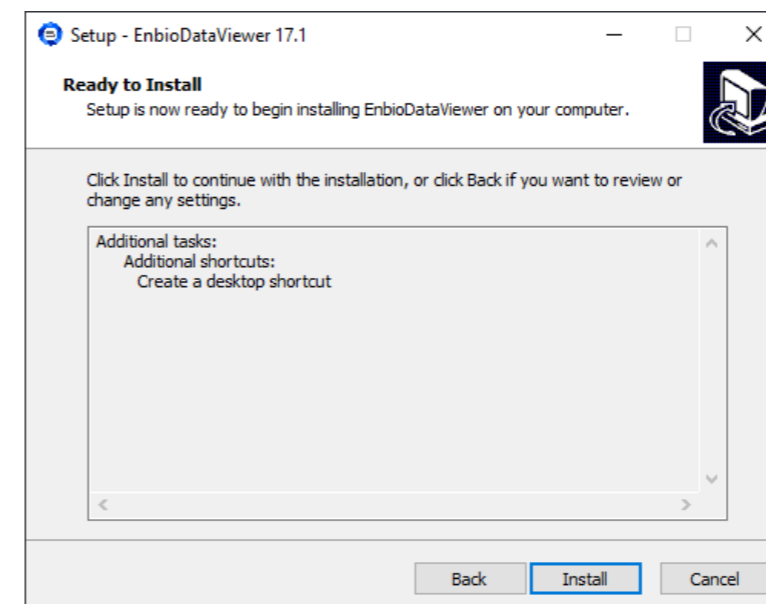 Setup - EnbioDataViewer 17.1
Ready to Install
Setup is now ready to begin installing EnbioDataViewer on your computer.
Click Install to continue with the installation, or click Back if you want to review or
change any settings.
Additional tasks:
Additional shortcuts:
Create a desktop shortcut
Back Install Cancel